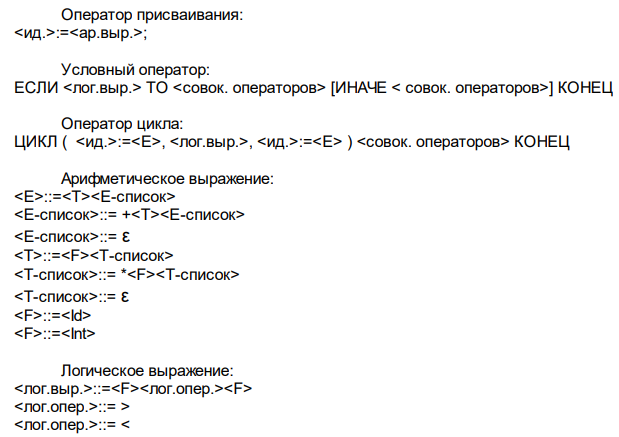 Оператор присваивания:
<ид.>:=<ар.выр.>;
Условный оператор:
ЕСЛИ <лог.выр.> ТО <совок. операторов> [ИНАЧЕ < совок. операторов>] КОНЕЦ
Оператор цикла:
ЦИКЛ ( <ид.>:=<E>, <лог.выр.>, <ид.>:=<E> ) <совок. операторов> КОНЕЦ
Арифметическое выражение:
<E>::=<T><E-список>
<E-список>::= +<T><E-список>
<E-список>::= ε
<T>::=<F><T-список>
<T-список>::= *<F><T-список>
<T-список>::= ε
<F>::=<Id>
<F>::=<Int>
Логическое выражение:
<лог.выр.>::=<F><лог.опер.><F>
<лог.опер.>::= >
<лог.опер.>::= <